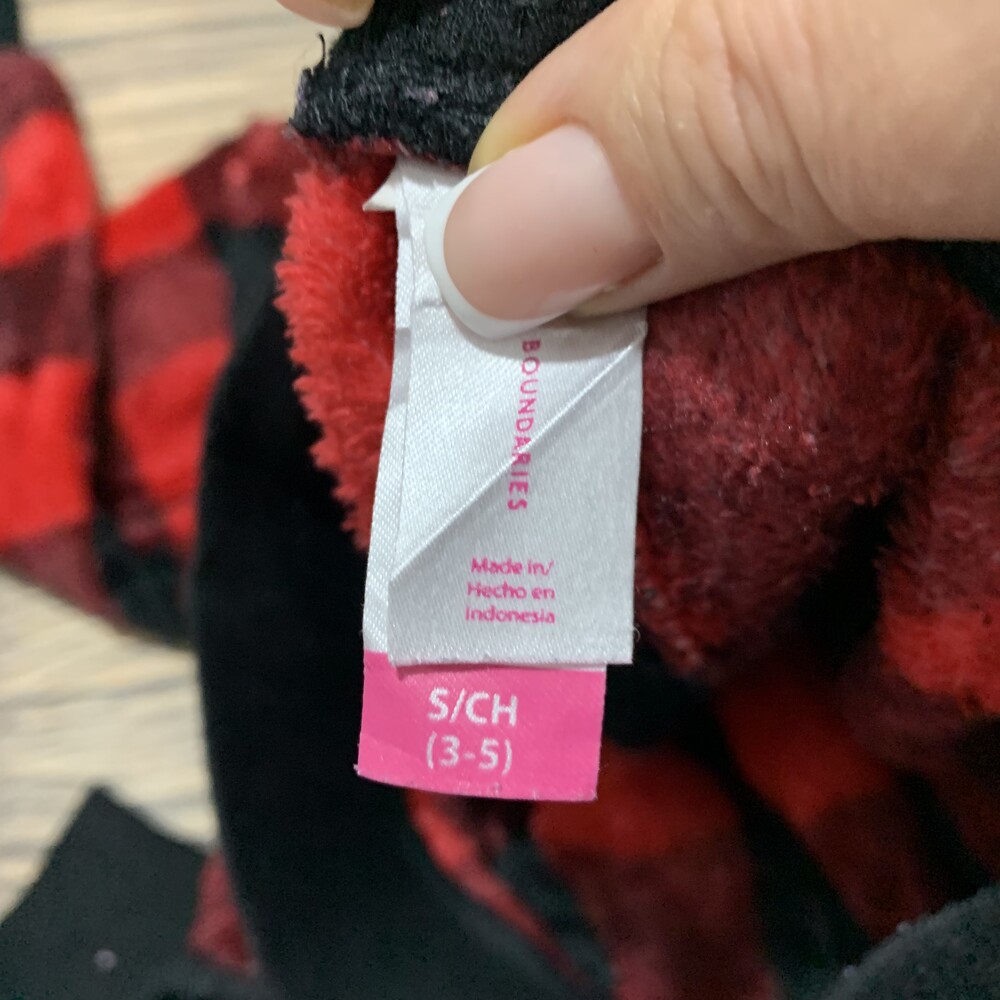 BOUNDARIES
Made in/
Hecho en
Indonesia
S/CH
(3-5)